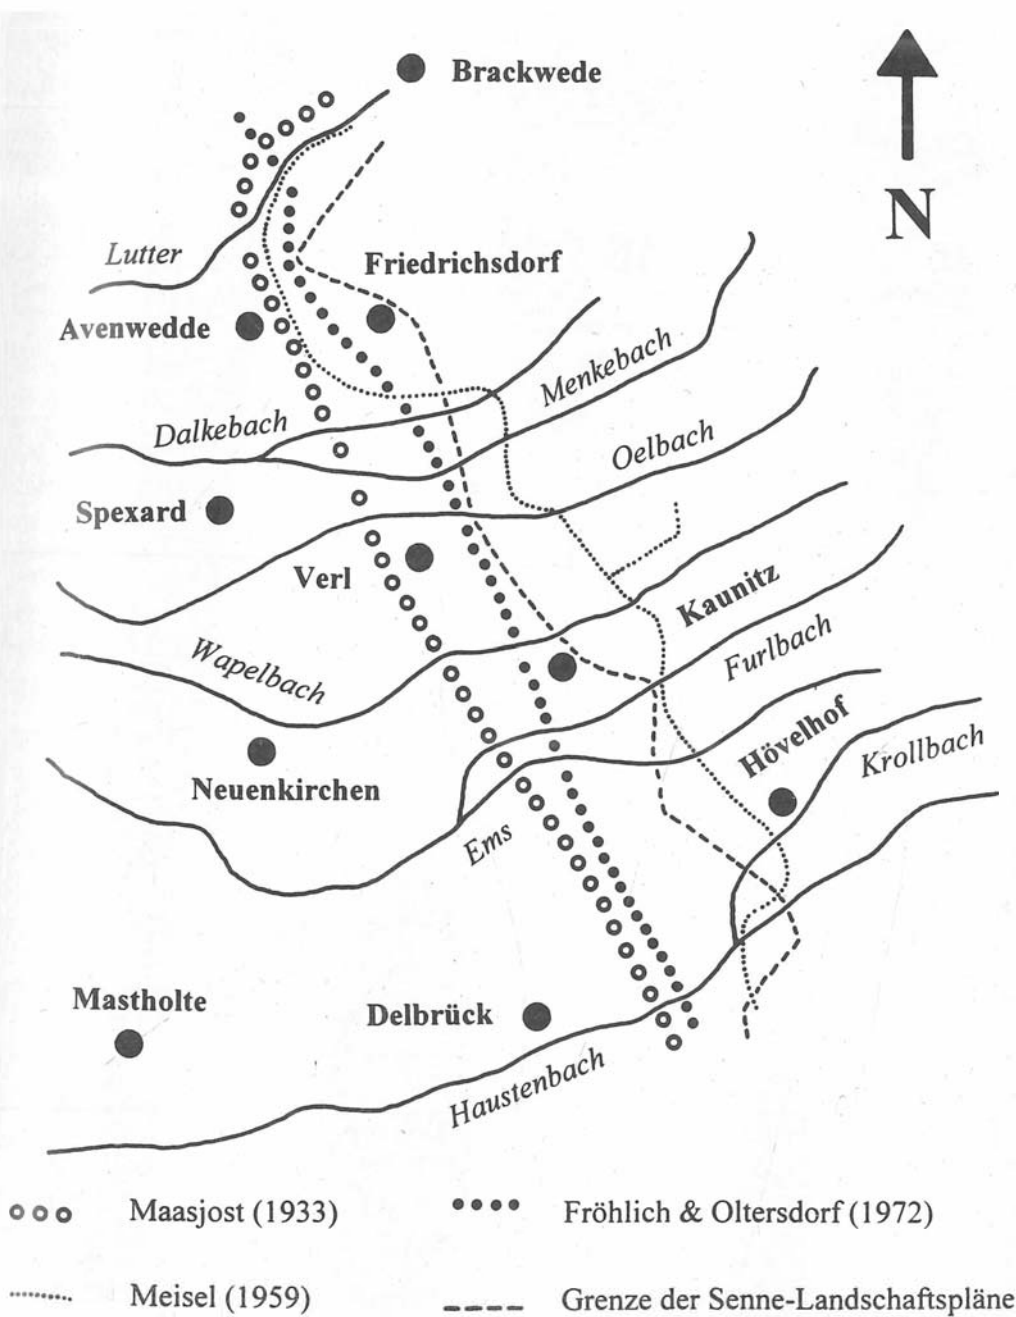 Brackwede
N
Lutter
Friedrichsdorf
Avenwedde
Menkebach
Dalkebach
Oelbach
Spexard
Verl
Kaunitz
Wapelbach
Furlbach
Hövelhof
Krollbach
Neuenkirchen
Ems
Mastholte
Delbrück
Haustenbach
Maasjost (1933)
Fröhlich & Oltersdorf (1972)
Meisel (1959)
Grenze der Senne-Landschaftspläne